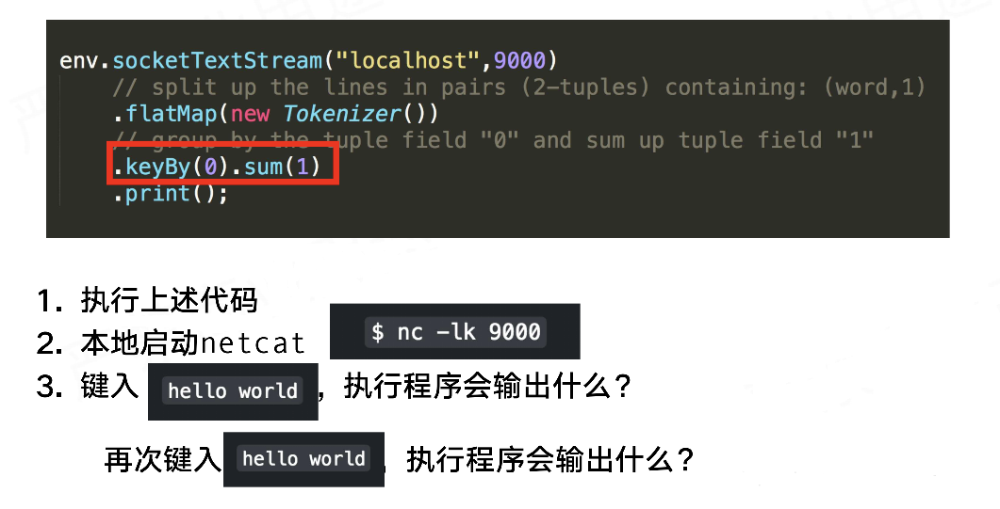 env.socketTextStream("localhost",9000)
// split up the lines in pairs (2-tuples) containing: (word,1)
.flatMap(new Tokenizer())
// group by the tuple field "0" and sum up tuple field "1"
.keyBy(0).sum(1)
.print();
1. 执行上述代码
2. 本地启动netcat $ nc -lk 9000
3. 键入 hello world ，执行程序会输出什么？
再次键入 hello world ，执行程序会输出什么？